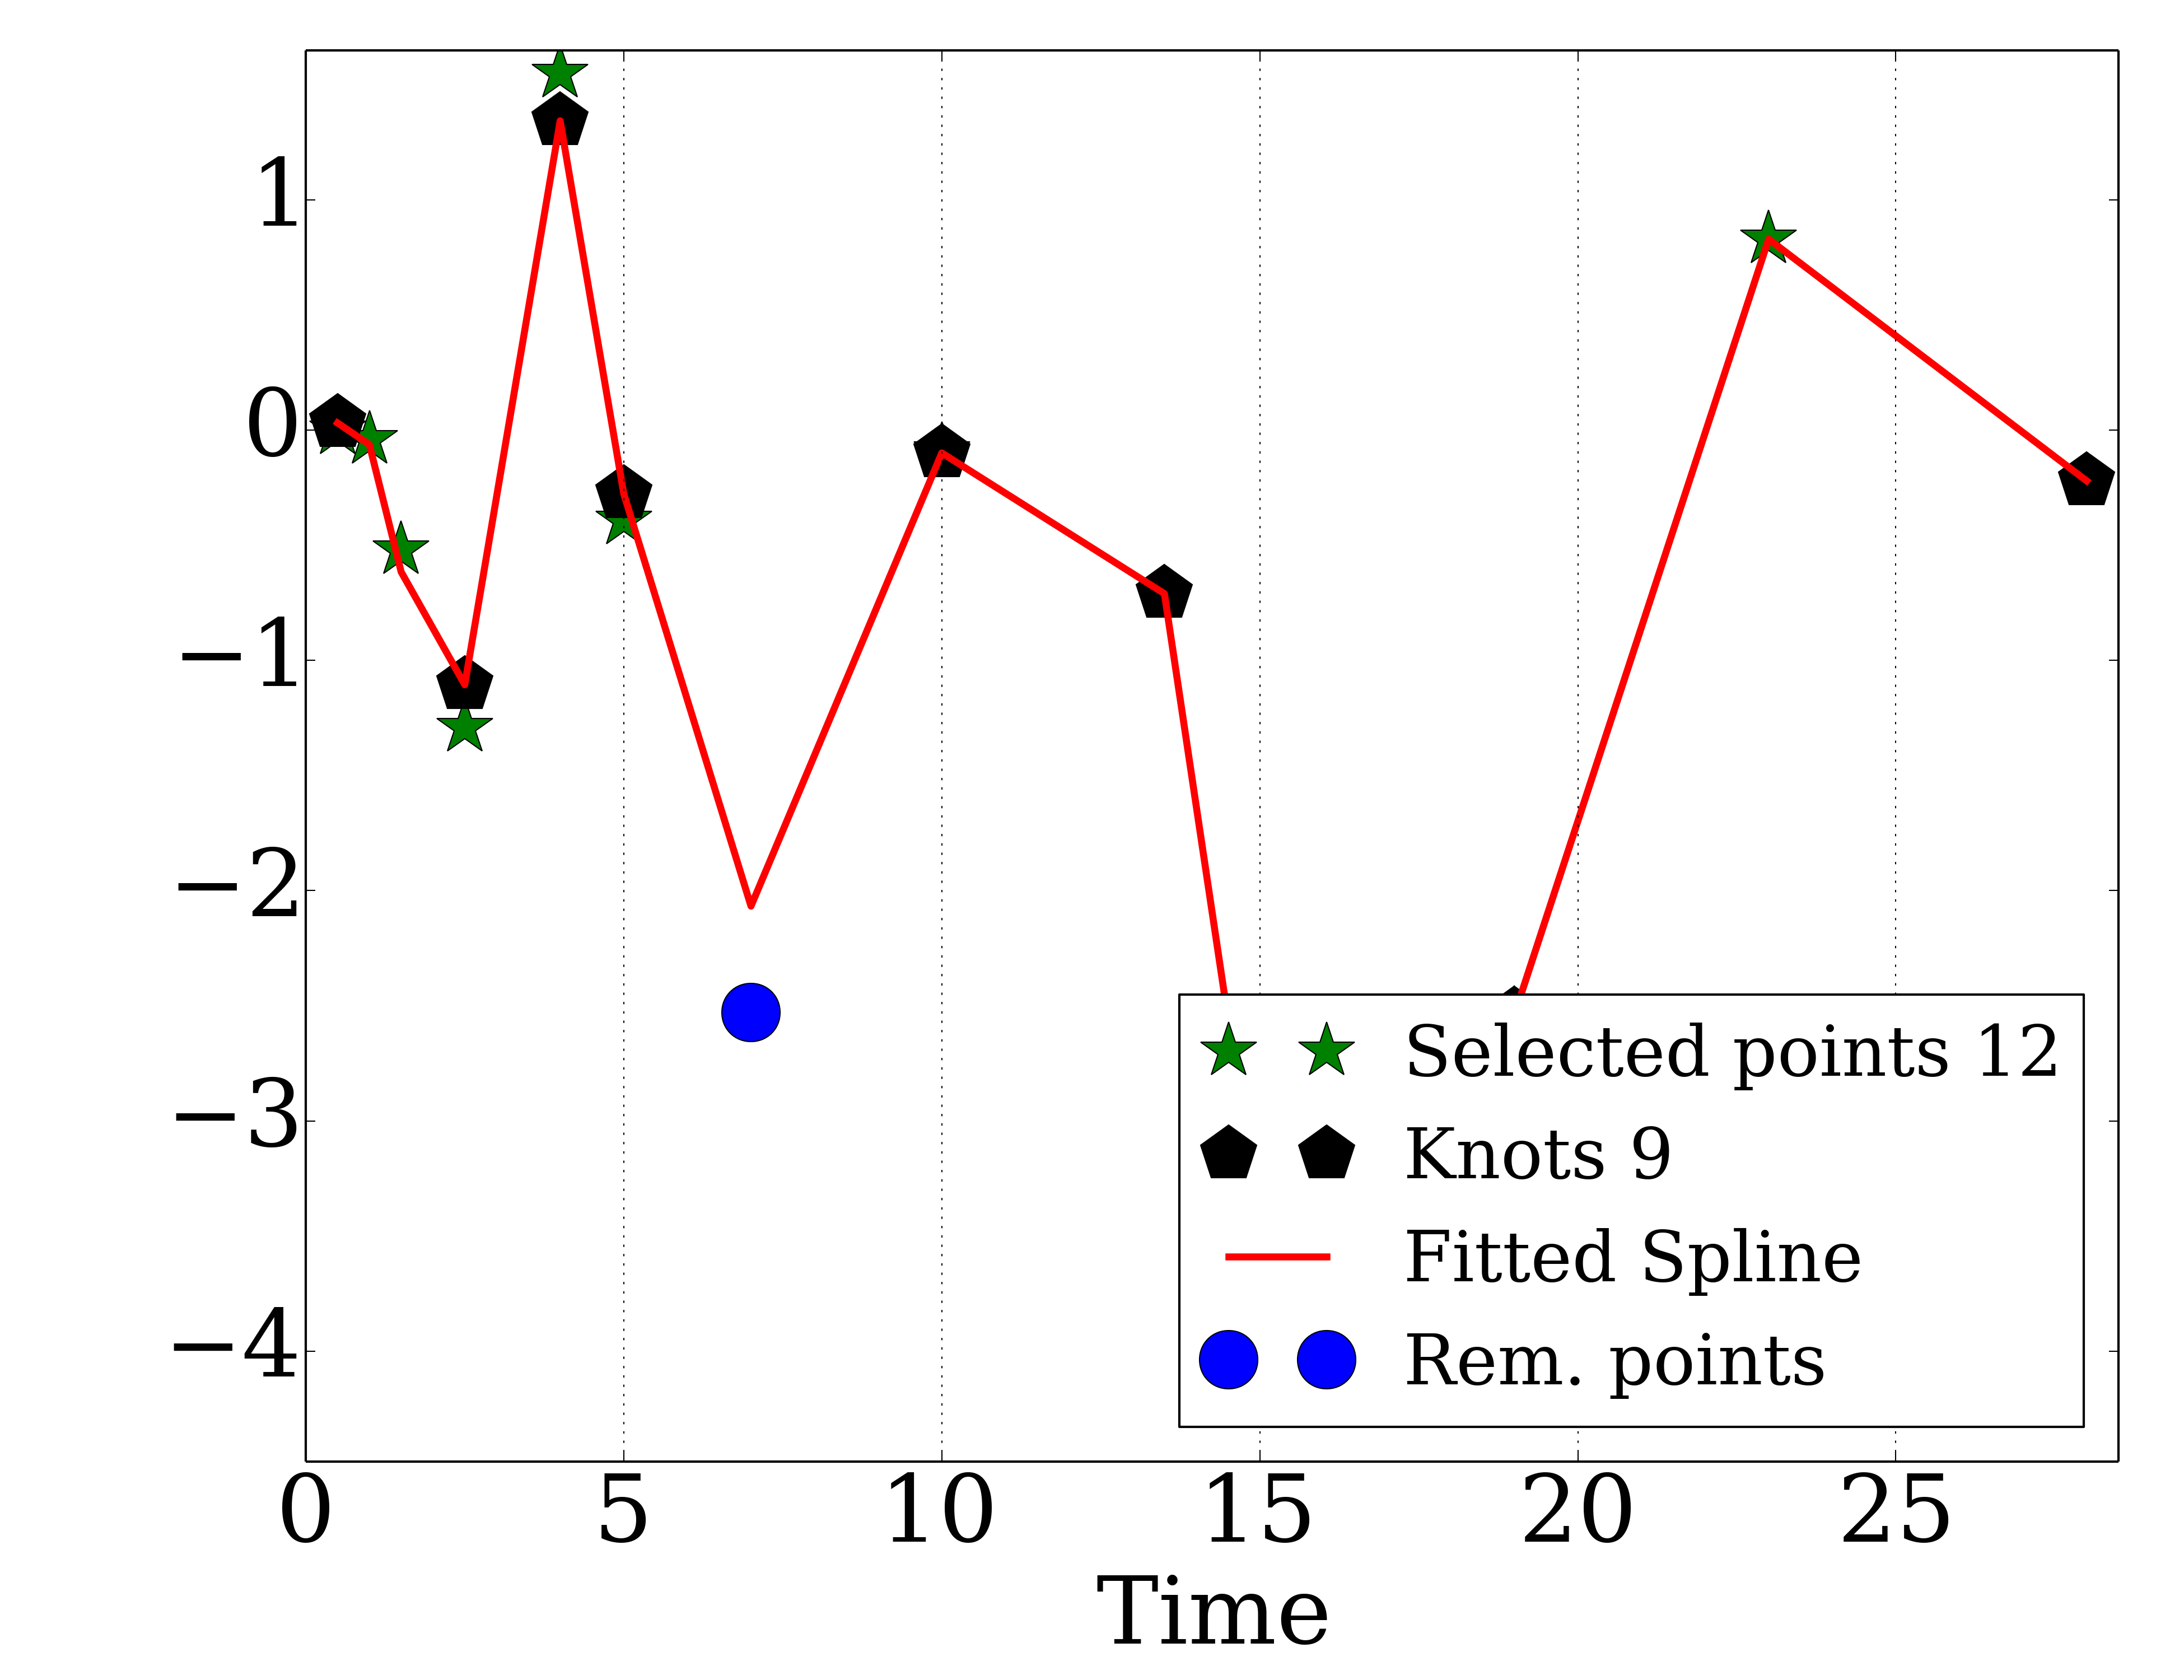 1
0
−1
−2
−3
−4
Selected points 12
Knots 9
Fitted Spline
Rem. points
0 5 10 15 20 25
Time